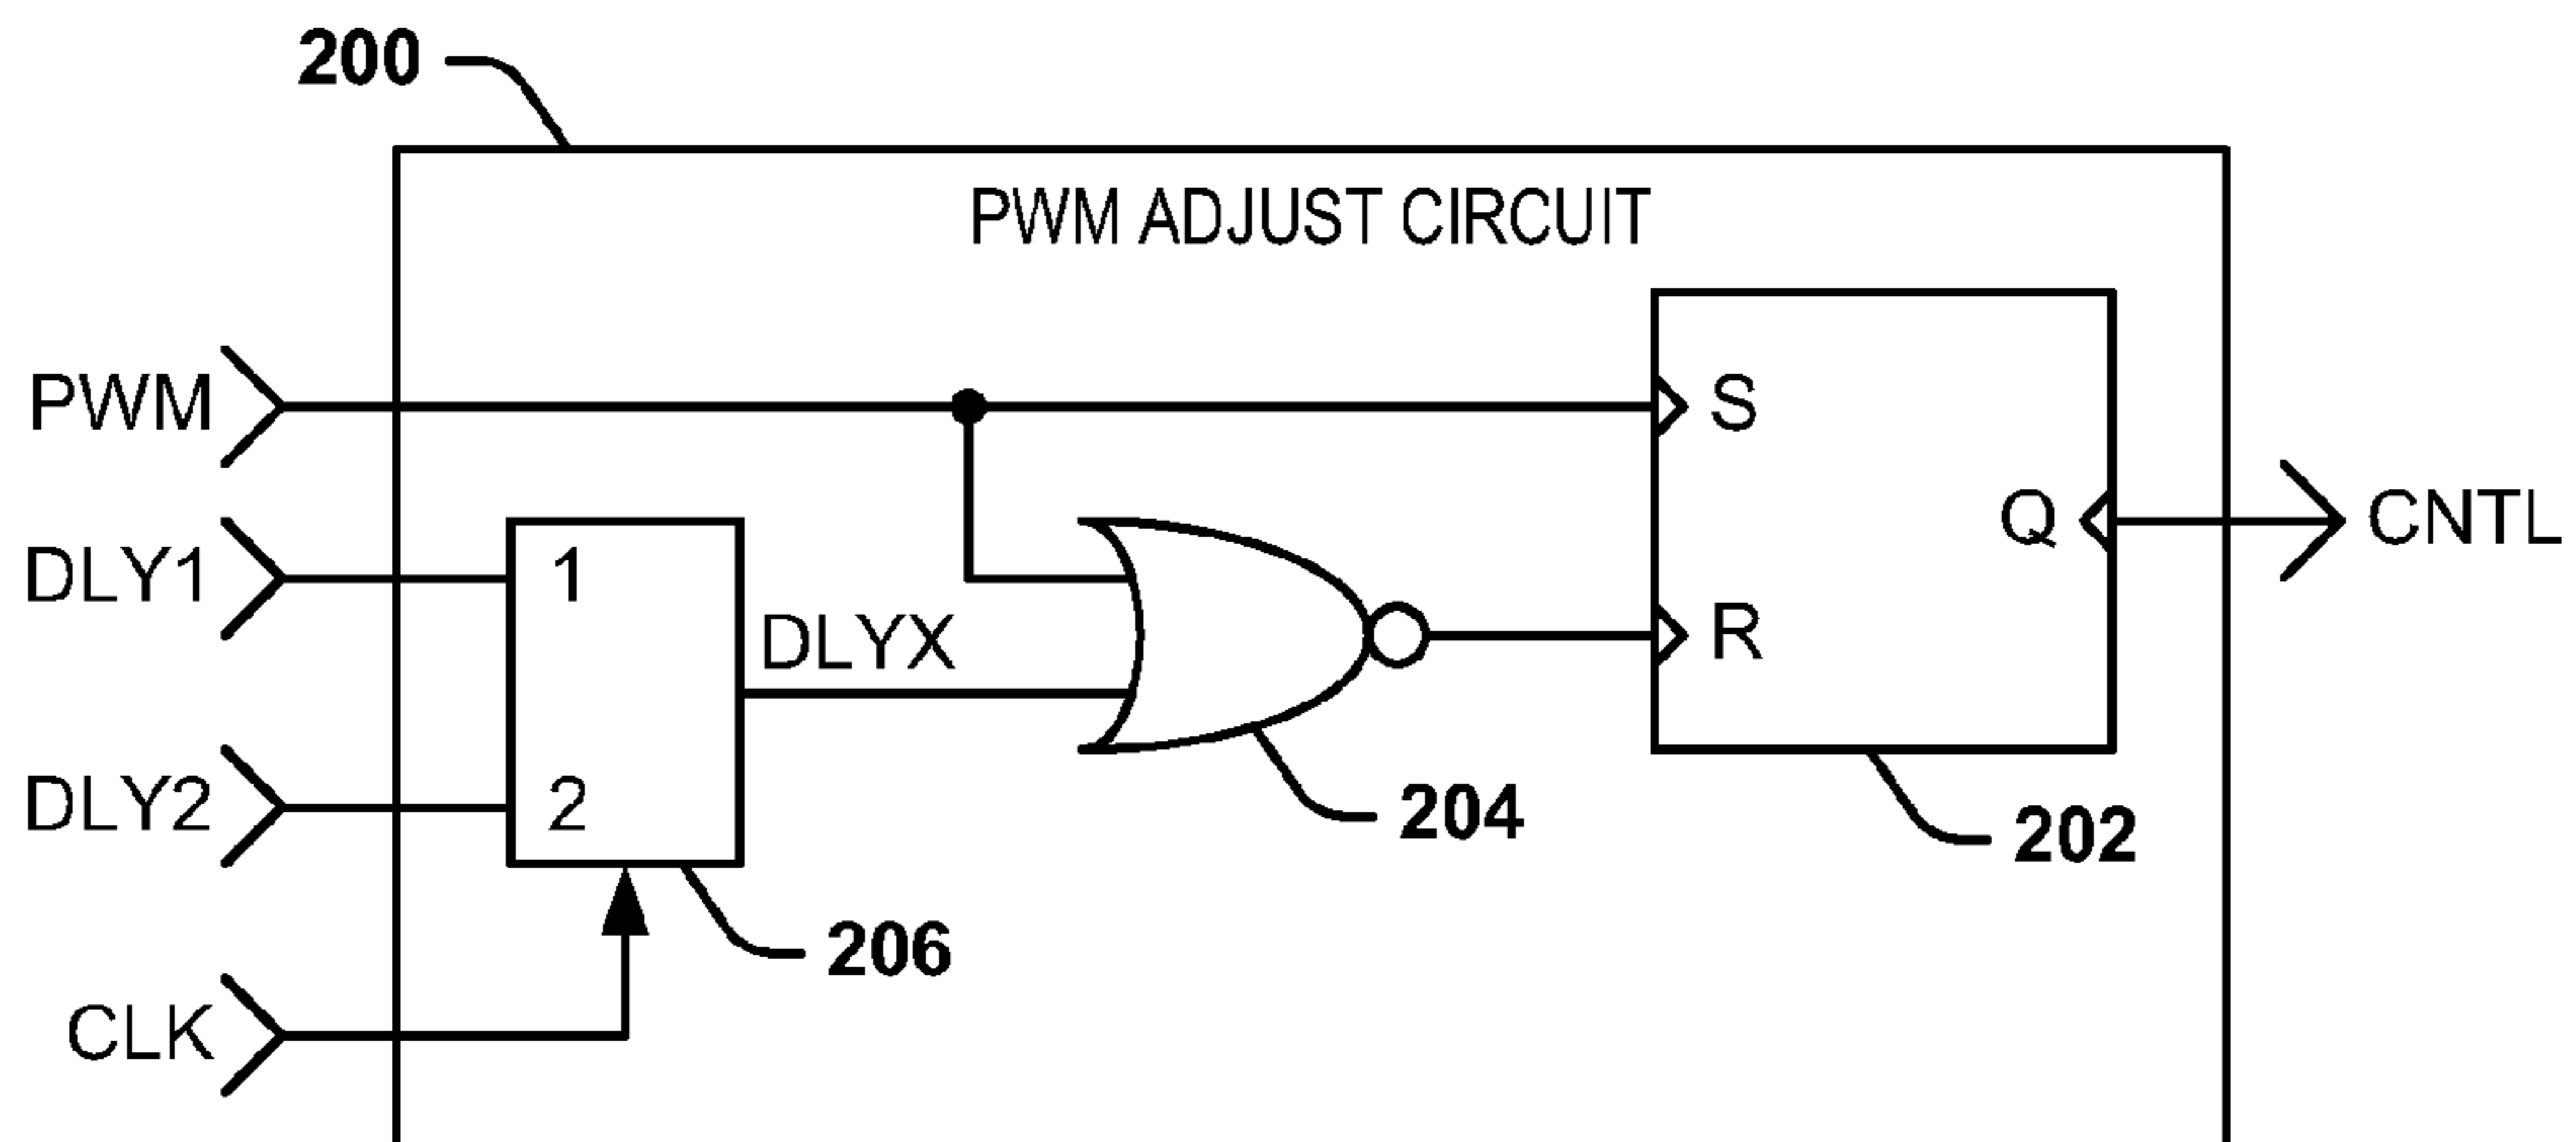 200
PWM ADJUST CIRCUIT
PWM
S
DLY1
1
Q
CNTL
DLYX
R
DLY2
2
204
202
206
CLK